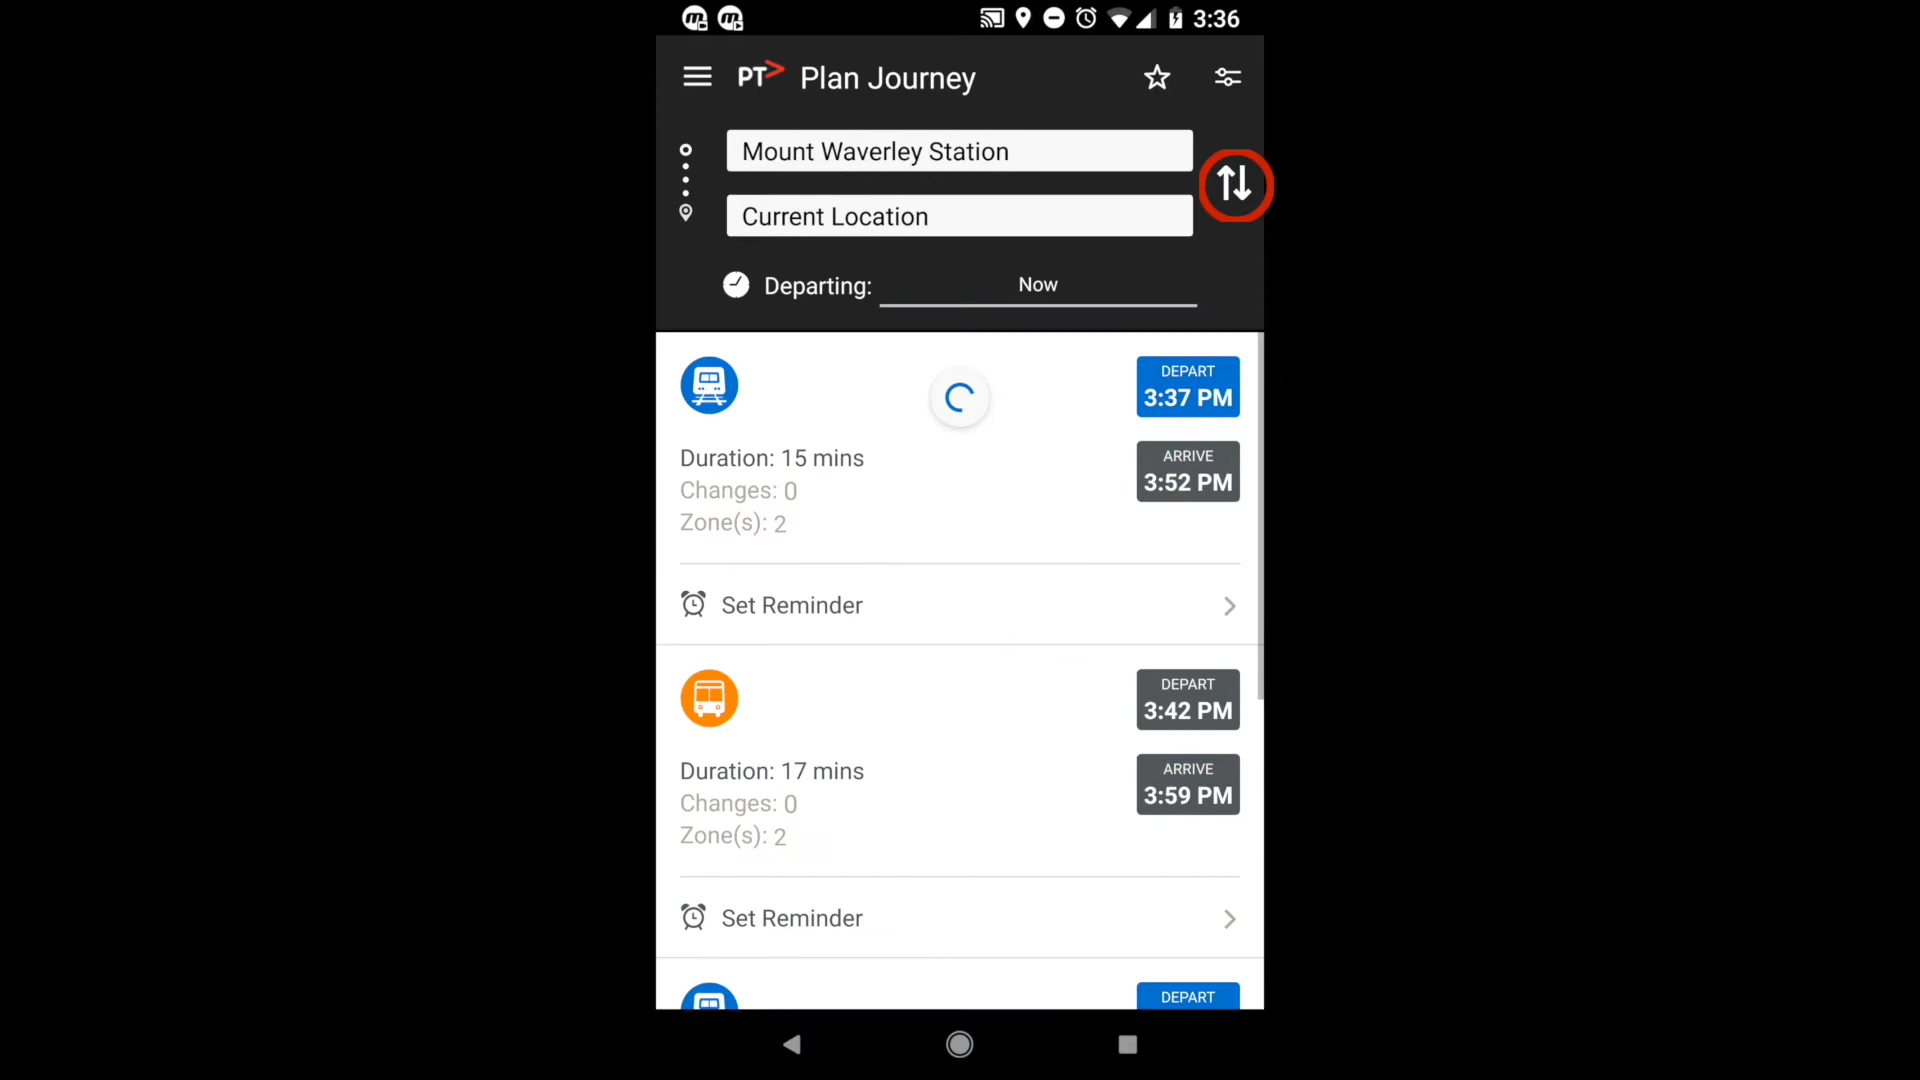 3:36
PT> Plan Journey
Mount Waverley Station
Current Location
Departing: Now
DEPART
3:37 PM
ARRIVE
3:52 PM
Duration: 15 mins
Changes: 0
Zone(s): 2
Set Reminder
DEPART
3:42 PM
ARRIVE
3:59 PM
Duration: 17 mins
Changes: 0
Zone(s): 2
Set Reminder
DEPART